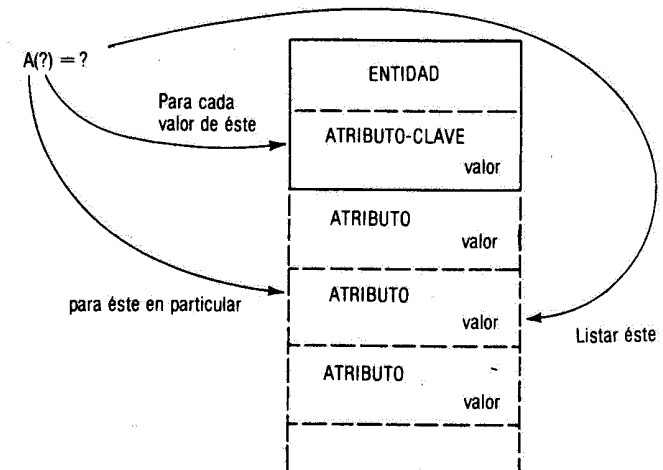 A(?) = ?
ENTIDAD
Para cada
valor de éste
ATRIBUTO-CLAVE
valor
ATRIBUTO
valor
para éste en particular
ATRIBUTO
valor
Listar éste
ATRIBUTO
valor